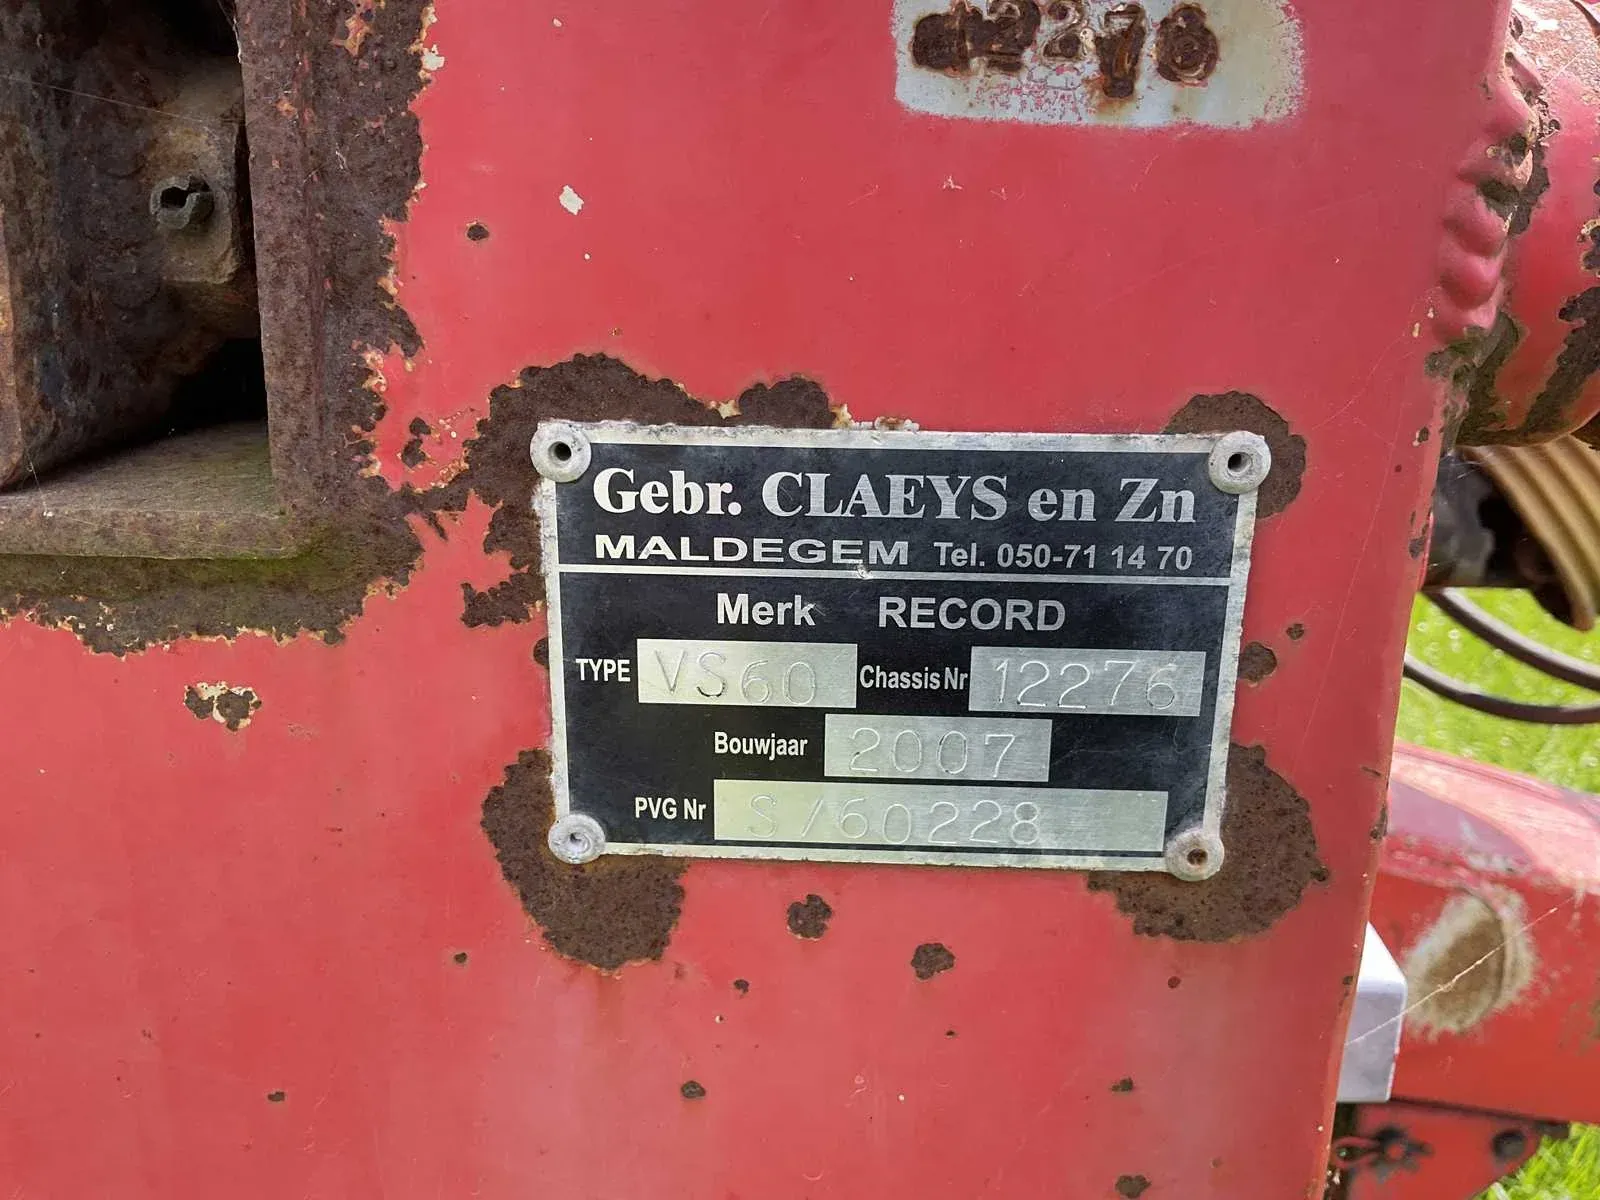 12276
Gebr. CLAEYS en Zn
MALDEGEM Tel. 050-71 14 70
Merk RECORD
TYPE VS60 Chassis Nr 12276
Bouwjaar 2007
PVG Nr S/60228